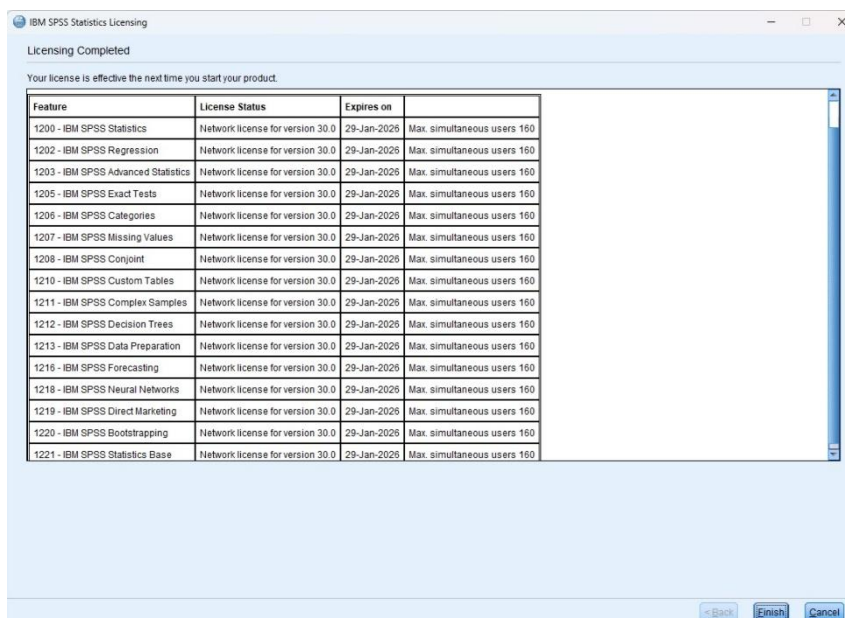 IBM SPSS Statistics Licensing
Licensing Completed
Your license is effective the next time you start your product.
Feature License Status Expires on
1200 - IBM SPSS Statistics Network license for version 30.0 29-Jan-2026 Max. simultaneous users 160
1202 - IBM SPSS Regression Network license for version 30.0 29-Jan-2026 Max. simultaneous users 160
1203 - IBM SPSS Advanced Statistics Network license for version 30.0 29-Jan-2026 Max. simultaneous users 160
1205 - IBM SPSS Exact Tests Network license for version 30.0 29-Jan-2026 Max. simultaneous users 160
1206 - IBM SPSS Categories Network license for version 30.0 29-Jan-2026 Max. simultaneous users 160
1207 - IBM SPSS Missing Values Network license for version 30.0 29-Jan-2026 Max. simultaneous users 160
1208 - IBM SPSS Conjoint Network license for version 30.0 29-Jan-2026 Max. simultaneous users 160
1210 - IBM SPSS Custom Tables Network license for version 30.0 29-Jan-2026 Max. simultaneous users 160
1211 - IBM SPSS Complex Samples Network license for version 30.0 29-Jan-2026 Max. simultaneous users 160
1212 - IBM SPSS Decision Trees Network license for version 30.0 29-Jan-2026 Max. simultaneous users 160
1213 - IBM SPSS Data Preparation Network license for version 30.0 29-Jan-2026 Max. simultaneous users 160
1216 - IBM SPSS Forecasting Network license for version 30.0 29-Jan-2026 Max. simultaneous users 160
1218 - IBM SPSS Neural Networks Network license for version 30.0 29-Jan-2026 Max. simultaneous users 160
1219 - IBM SPSS Direct Marketing Network license for version 30.0 29-Jan-2026 Max. simultaneous users 160
1220 - IBM SPSS Bootstrapping Network license for version 30.0 29-Jan-2026 Max. simultaneous users 160
1221 - IBM SPSS Statistics Base Network license for version 30.0 29-Jan-2026 Max. simultaneous users 160
< Back Finish Cancel